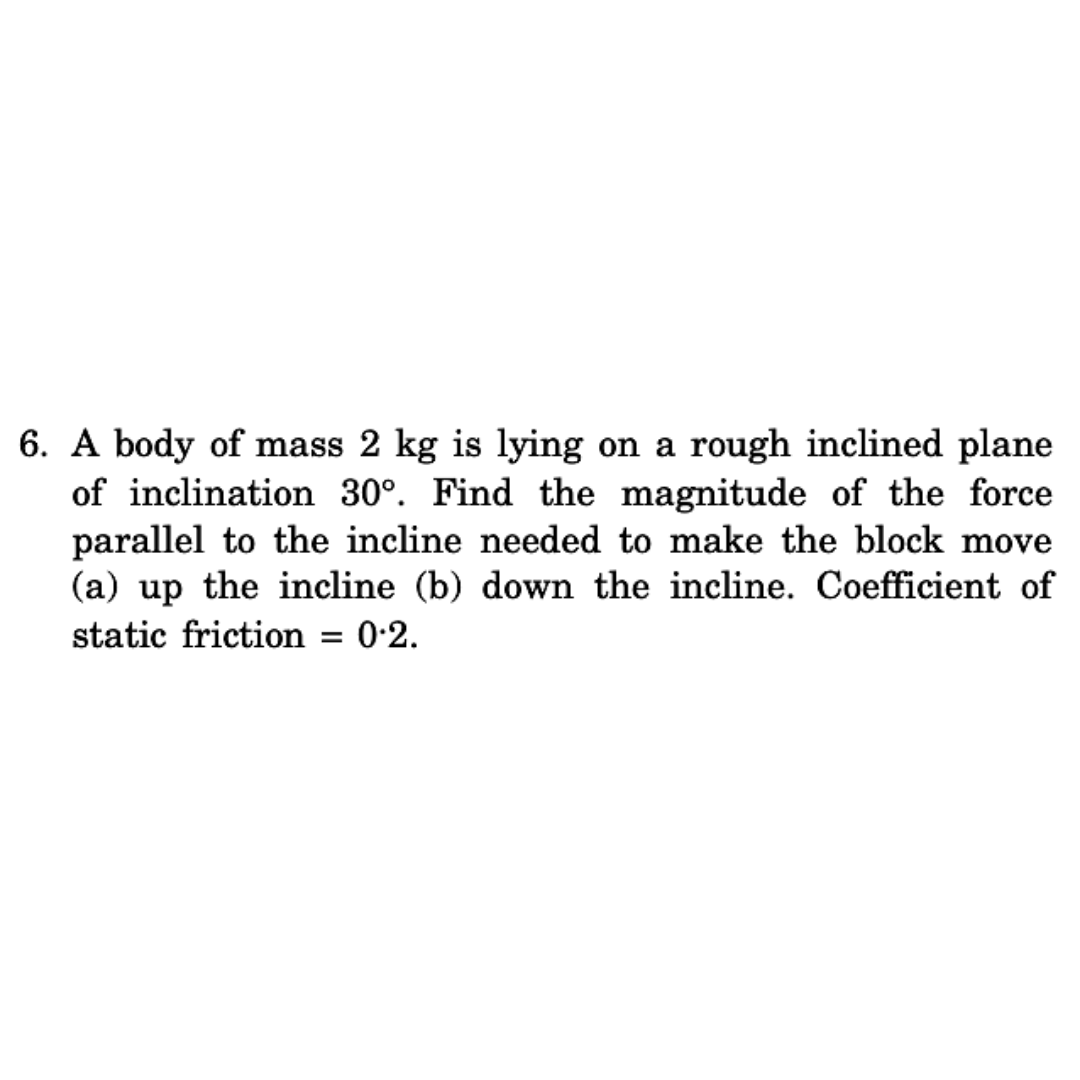 6. A body of mass 2 kg is lying on a rough inclined plane
of inclination 30°. Find the magnitude of the force
parallel to the incline needed to make the block move
(a) up the incline (b) down the incline. Coefficient of
static friction = 0·2.